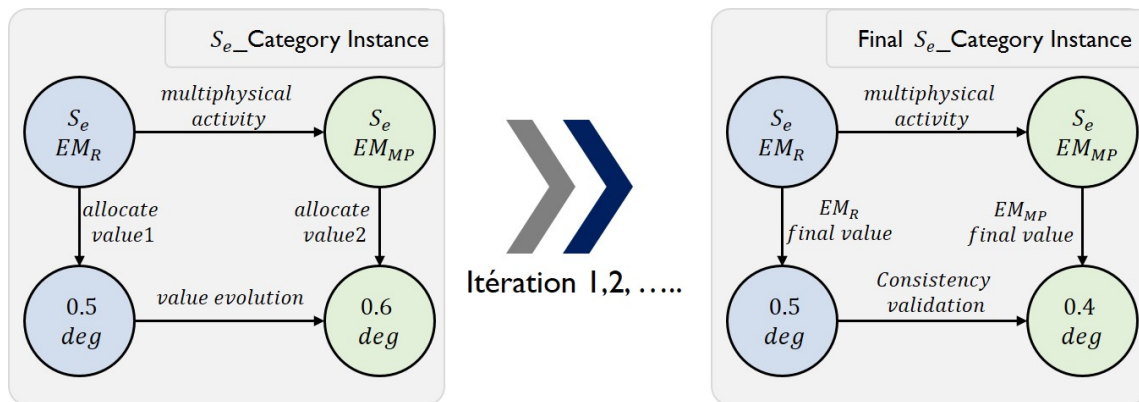 S_e_Category Instance
S_e
EM_R
multiphysical
activity
S_e
EM_MP
allocate
value1
allocate
value2
0.5
deg
value evolution
0.6
deg
Itération 1,2, …..
Final S_e_Category Instance
S_e
EM_R
multiphysical
activity
S_e
EM_MP
EM_R
final value
EM_MP
final value
0.5
deg
Consistency
validation
0.4
deg